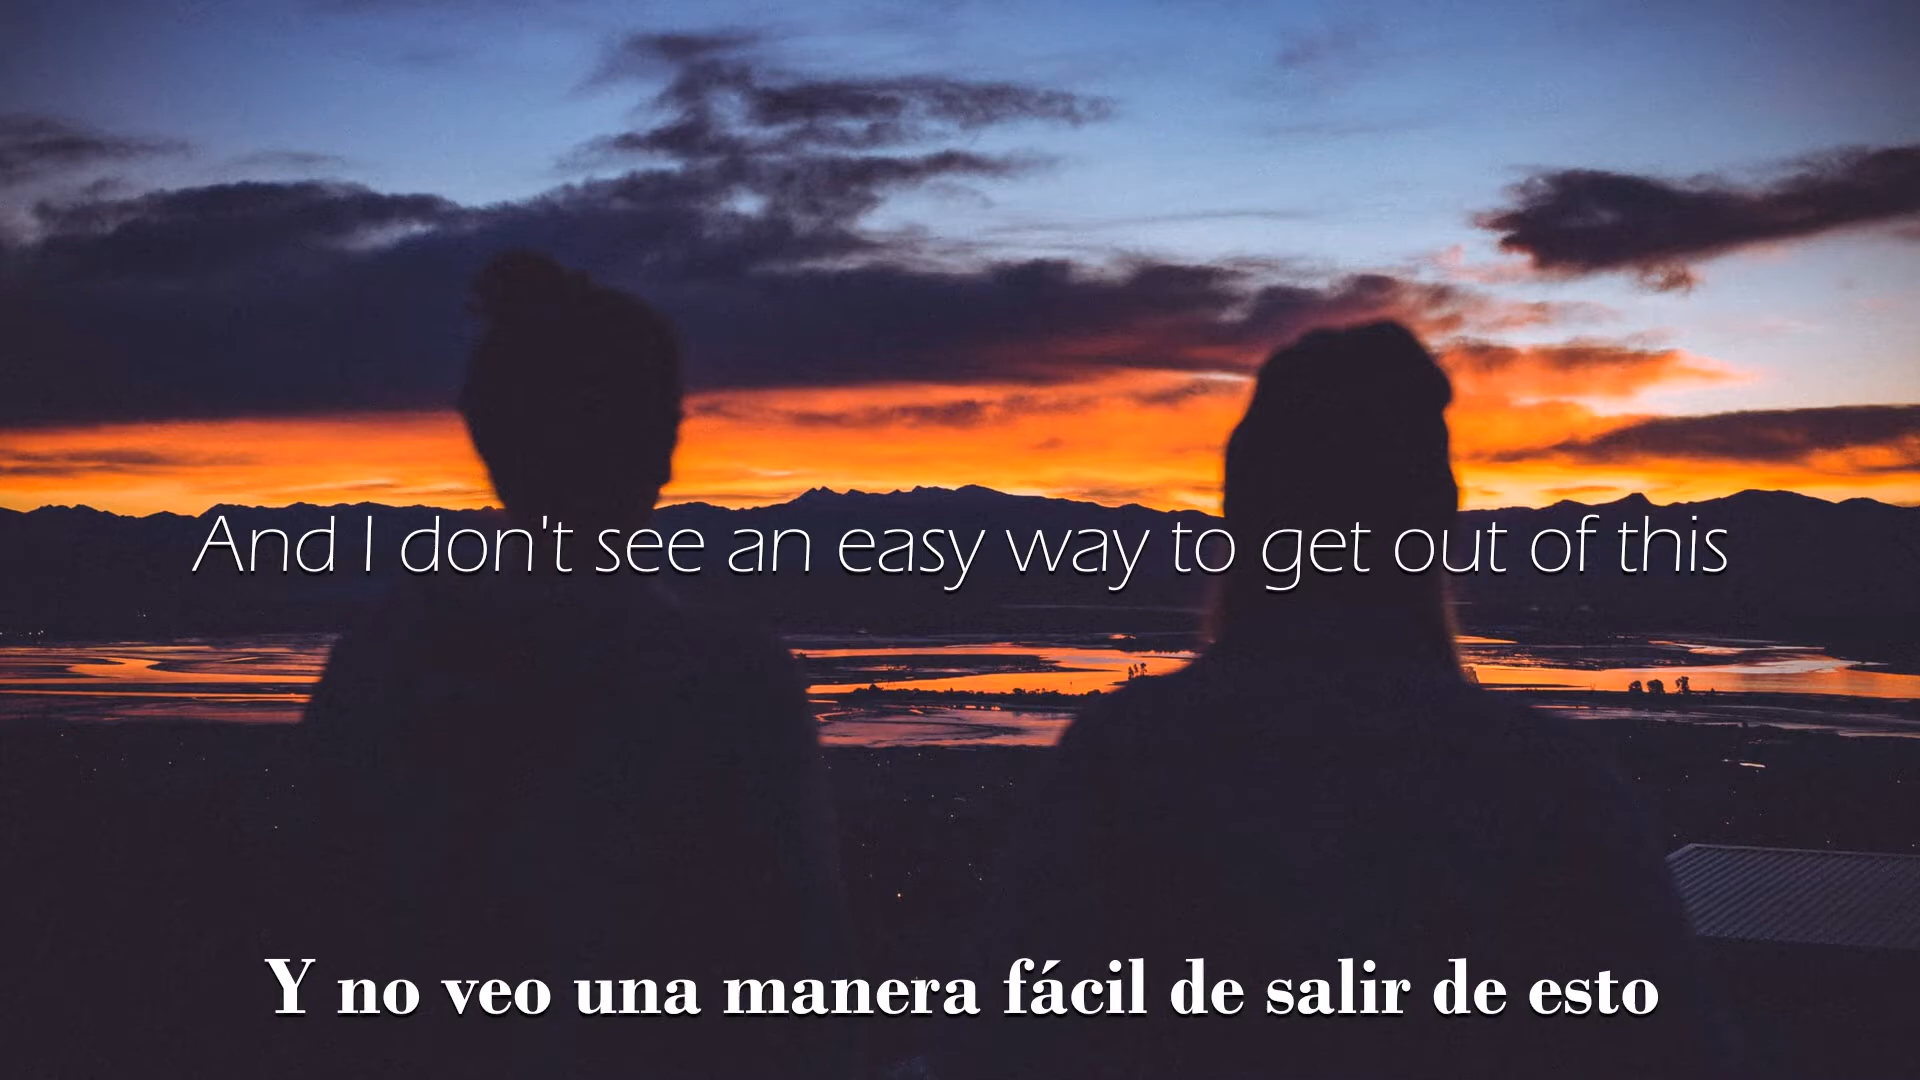 And I don't see an easy way to get out of this
Y no veo una manera fácil de salir de esto